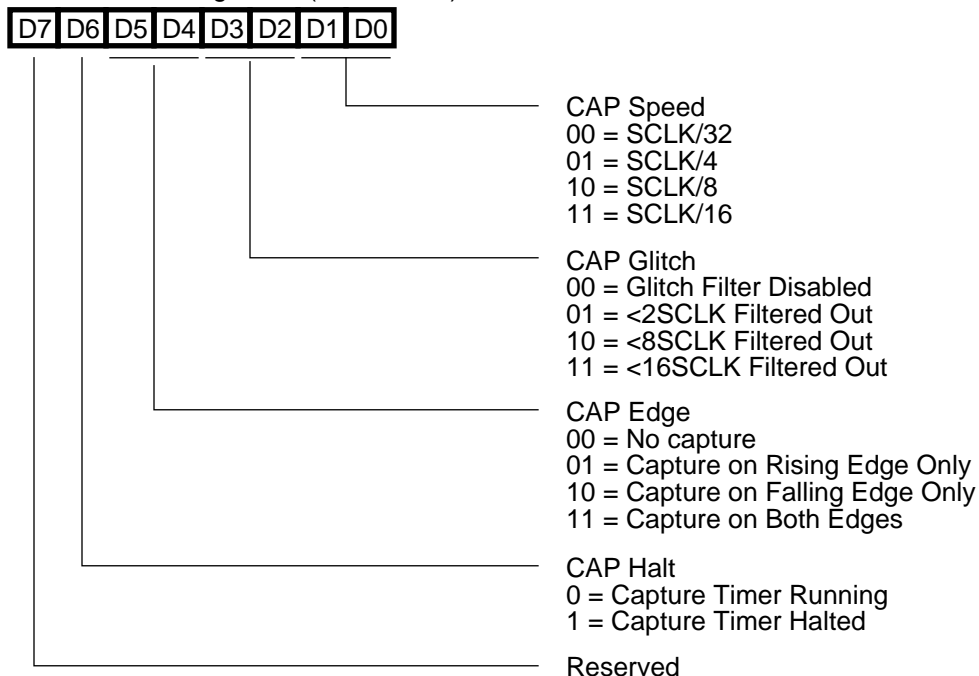 D7 D6 D5 D4 D3 D2 D1 D0
CAP Speed
00 = SCLK/32
01 = SCLK/4
10 = SCLK/8
11 = SCLK/16
CAP Glitch
00 = Glitch Filter Disabled
01 = <2SCLK Filtered Out
10 = <8SCLK Filtered Out
11 = <16SCLK Filtered Out
CAP Edge
00 = No capture
01 = Capture on Rising Edge Only
10 = Capture on Falling Edge Only
11 = Capture on Both Edges
CAP Halt
0 = Capture Timer Running
1 = Capture Timer Halted
Reserved